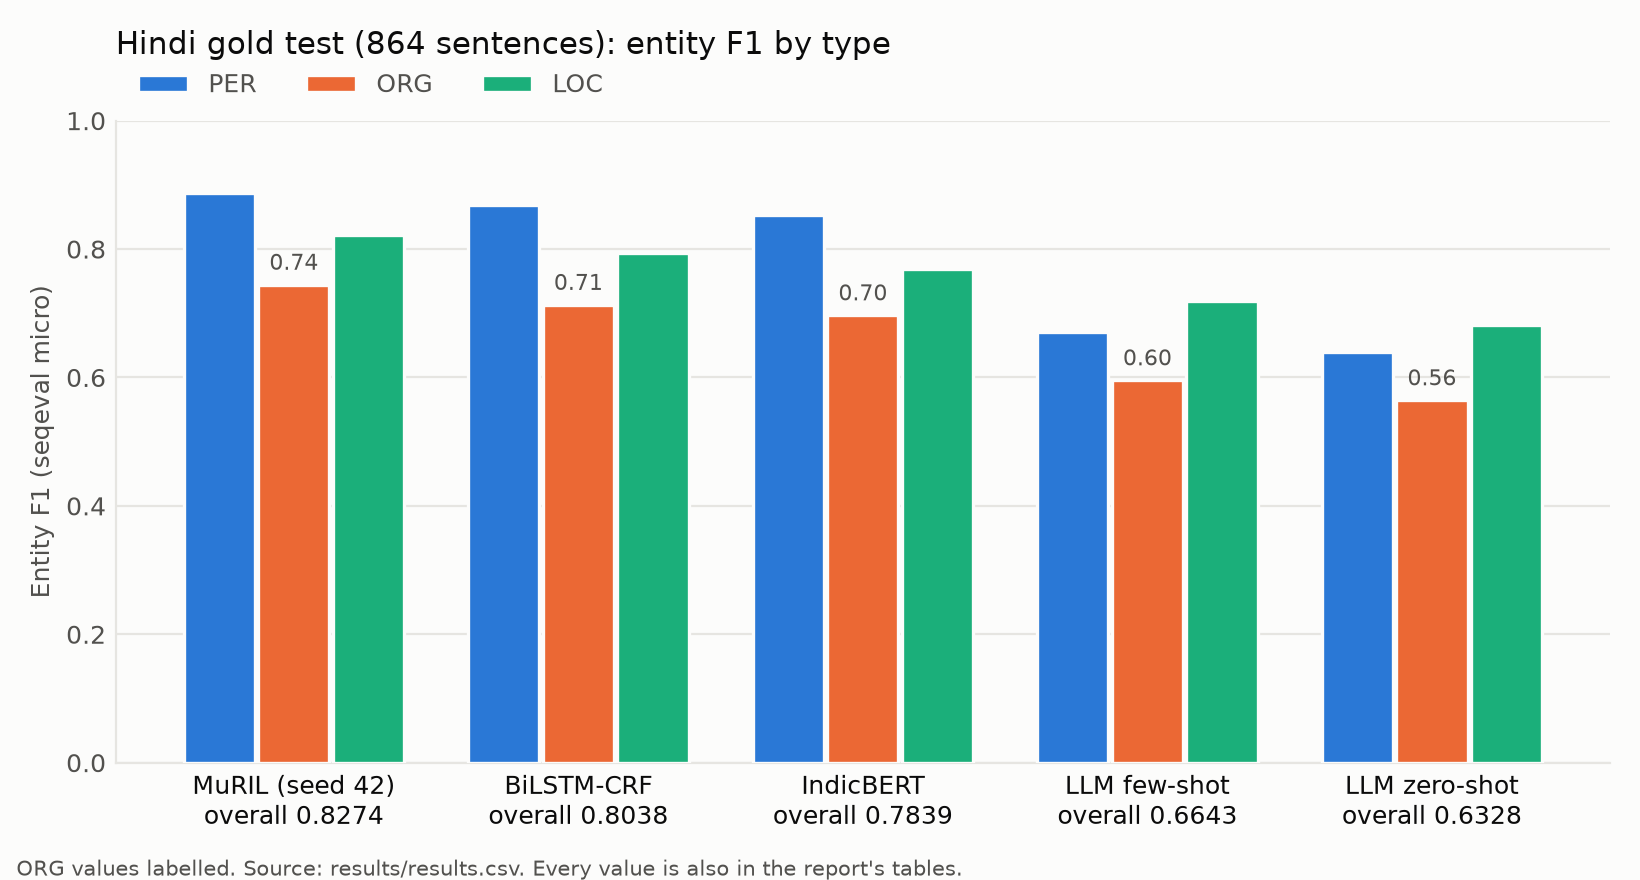 Hindi gold test (864 sentences): entity F1 by type
PER ORG LOC
Entity F1 (seqeval micro)
1.0
0.8
0.6
0.4
0.2
0.0
0.74
0.71
0.70
0.60
0.56
MuRIL (seed 42)
overall 0.8274
BiLSTM-CRF
overall 0.8038
IndicBERT
overall 0.7839
LLM few-shot
overall 0.6643
LLM zero-shot
overall 0.6328
ORG values labelled. Source: results/results.csv. Every value is also in the report's tables.